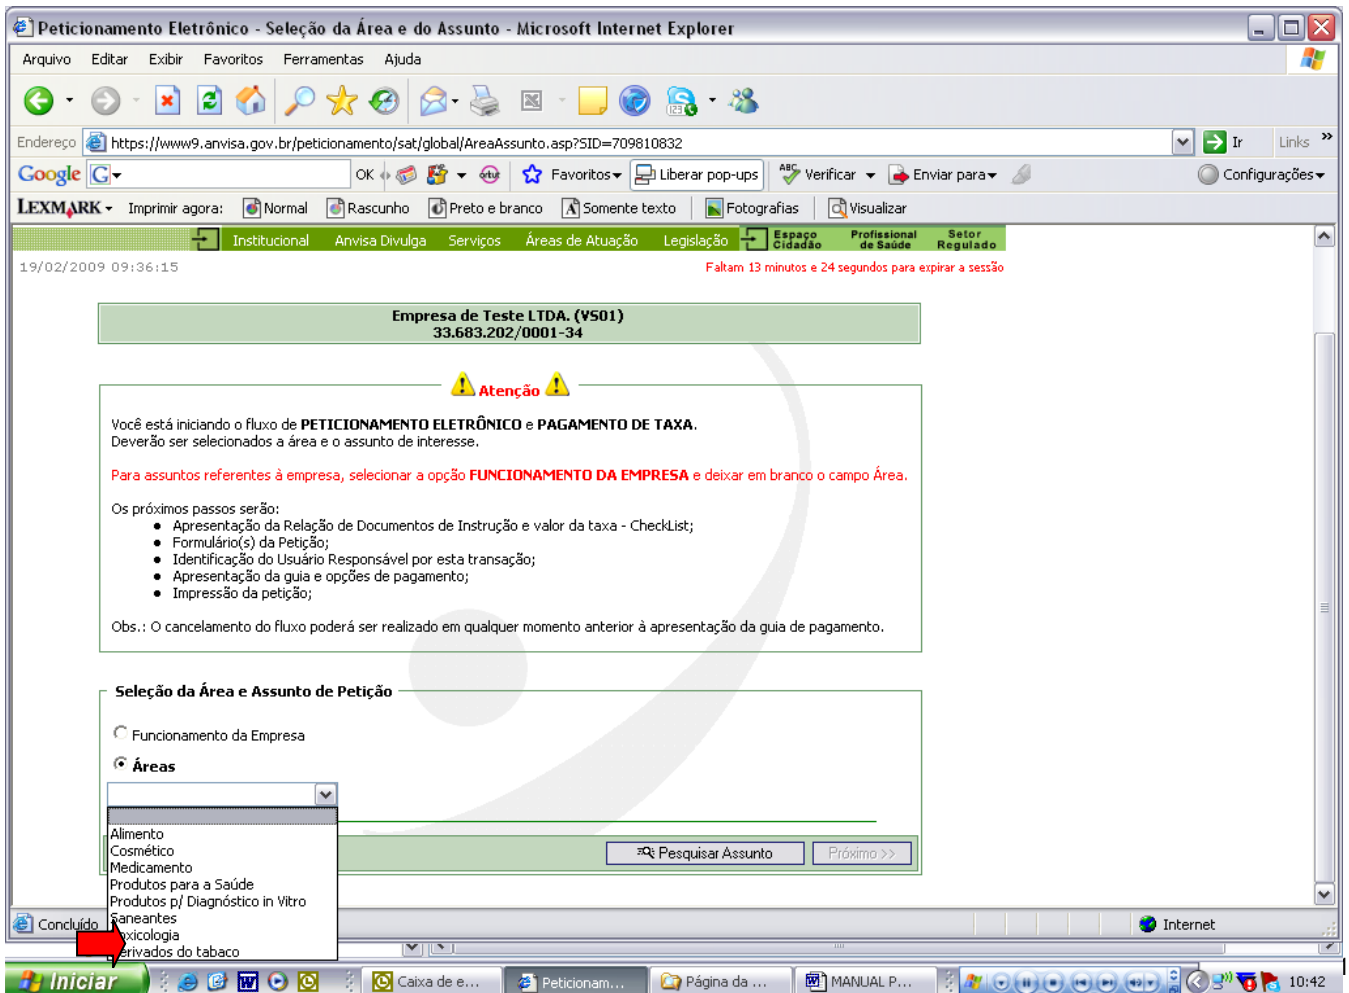 Peticionamento Eletrônico - Seleção da Área e do Assunto - Microsoft Internet Explorer
Arquivo Editar Exibir Favoritos Ferramentas Ajuda
Endereço https://www9.anvisa.gov.br/peticionamento/sat/global/AreaAssunto.asp?SID=709810832 Ir Links »
Google G OK Favoritos Liberar pop-ups ABC Verificar Enviar para Configurações
LEXMARK Imprimir agora: Normal Rascunho Preto e branco A Somente texto Fotografias Visualizar
Institucional Anvisa Divulga Serviços Áreas de Atuação Legislação Espaço Cidadão Profissional de Saúde Setor Regulado
19/02/2009 09:36:15 Faltam 13 minutos e 24 segundos para expirar a sessão
Empresa de Teste LTDA. (VS01)
33.683.202/0001-34
Atenção
Você está iniciando o fluxo de PETICIONAMENTO ELETRÔNICO e PAGAMENTO DE TAXA.
Deverão ser selecionados a área e o assunto de interesse.
Para assuntos referentes à empresa, selecionar a opção FUNCIONAMENTO DA EMPRESA e deixar em branco o campo Área.
Os próximos passos serão:
● Apresentação da Relação de Documentos de Instrução e valor da taxa - CheckList;
● Formulário(s) da Petição;
● Identificação do Usuário Responsável por esta transação;
● Apresentação da guia e opções de pagamento;
● Impressão da petição;
Obs.: O cancelamento do fluxo poderá ser realizado em qualquer momento anterior à apresentação da guia de pagamento.
Seleção da Área e Assunto de Petição
Funcionamento da Empresa
Áreas
Alimento
Cosmético
Medicamento
Produtos para a Saúde
Produtos p/ Diagnóstico in Vitro
Saneantes
oxicologia
erivados do tabaco
Pesquisar Assunto Próximo >>
Concluído Internet
Iniciar Caixa de e... Peticionam... Página da ... MANUAL P... 10:42